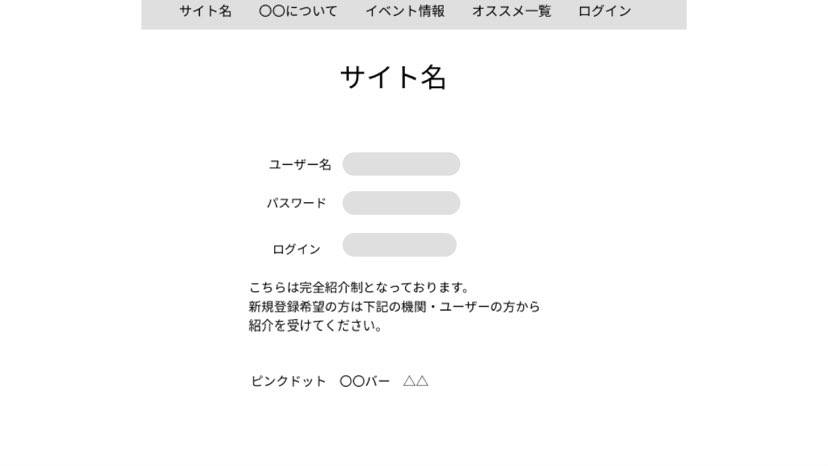 サイト名　〇〇について　イベント情報　オススメ一覧　ログイン
サイト名
ユーザー名
パスワード
ログイン
こちらは完全紹介制となっております。
新規登録希望の方は下記の機関・ユーザーの方から
紹介を受けてください。
ピンクドット　〇〇バー　△△